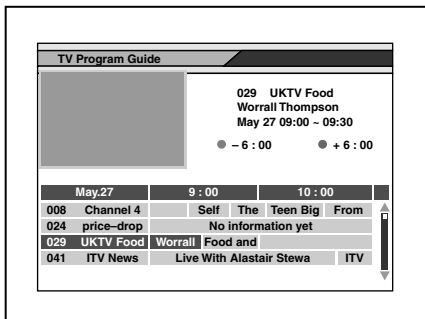 TV Program Guide
029 UKTV Food
Worrall Thompson
May 27 09:00 ~ 09:30
– 6 : 00 + 6 : 00
May.27 9 : 00 10 : 00
008 Channel 4 Self The Teen Big From
024 price–drop No information yet
029 UKTV Food Worrall Food and
041 ITV News Live With Alastair Stewa ITV